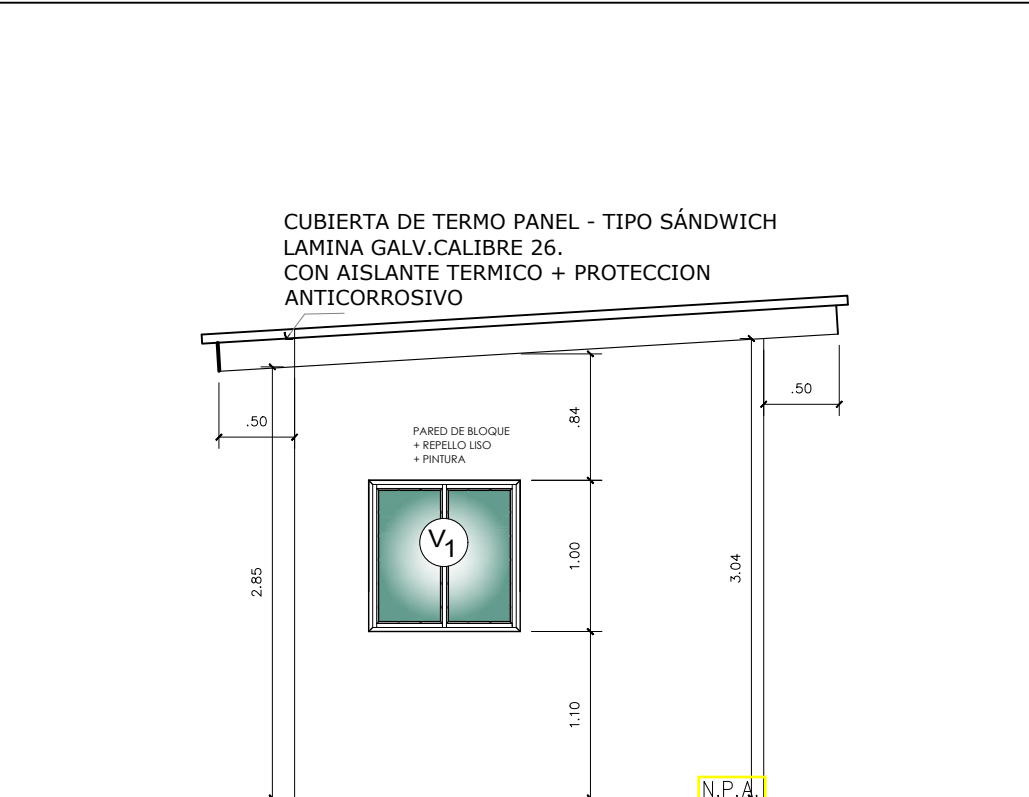 CUBIERTA DE TERMO PANEL - TIPO SÁNDWICH
LAMINA GALV.CALIBRE 26.
CON AISLANTE TERMICO + PROTECCION
ANTICORROSIVO
.50
.50
.84
PARED DE BLOQUE
+ REPELLO LISO
+ PINTURA
V1
1.00
2.85
3.04
1.10
N.P.A.